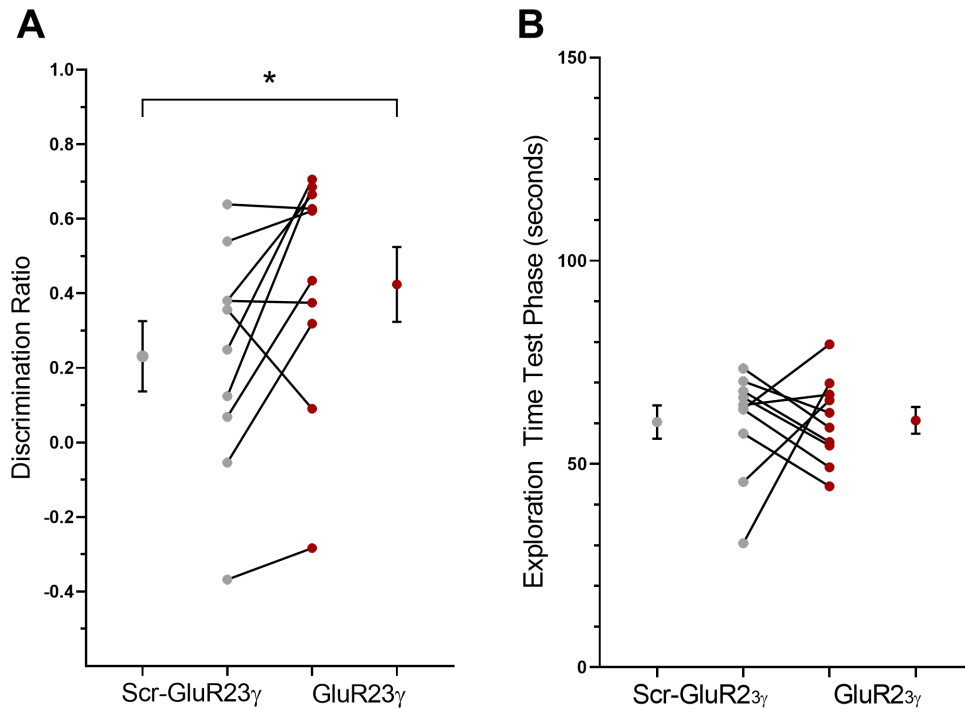 A
Discrimination Ratio
1.0
*
0.8
0.6
0.4
0.2
0.0
-0.2
-0.4
Scr-GluR23γ GluR23γ
B
Exploration Time Test Phase (seconds)
150
100
50
0
Scr-GluR23γ GluR23γ